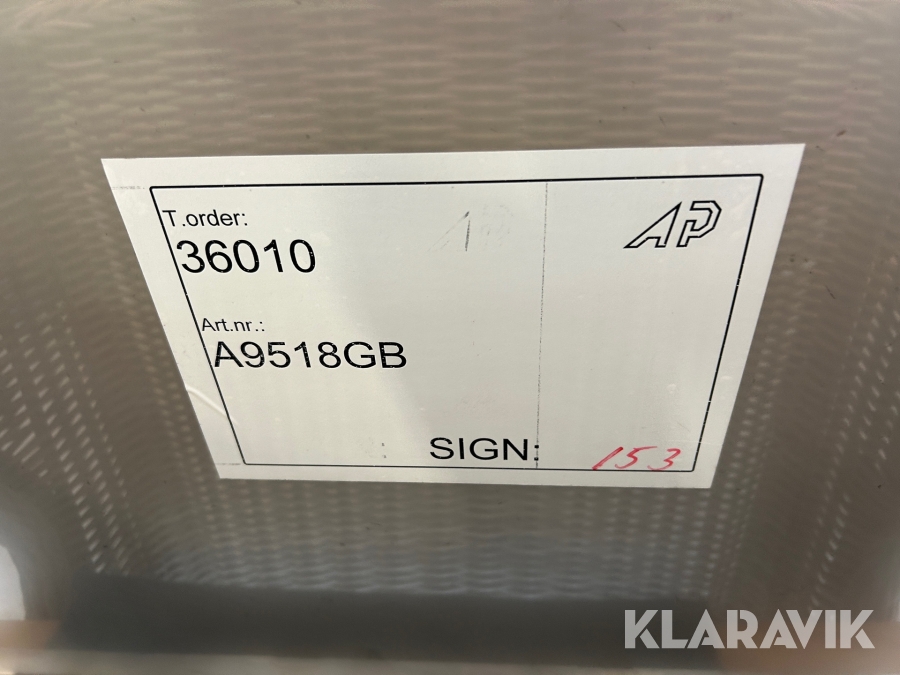 T.order:
AP
36010
Art.nr.:
A9518GB
SIGN:
153
KLARAVIK